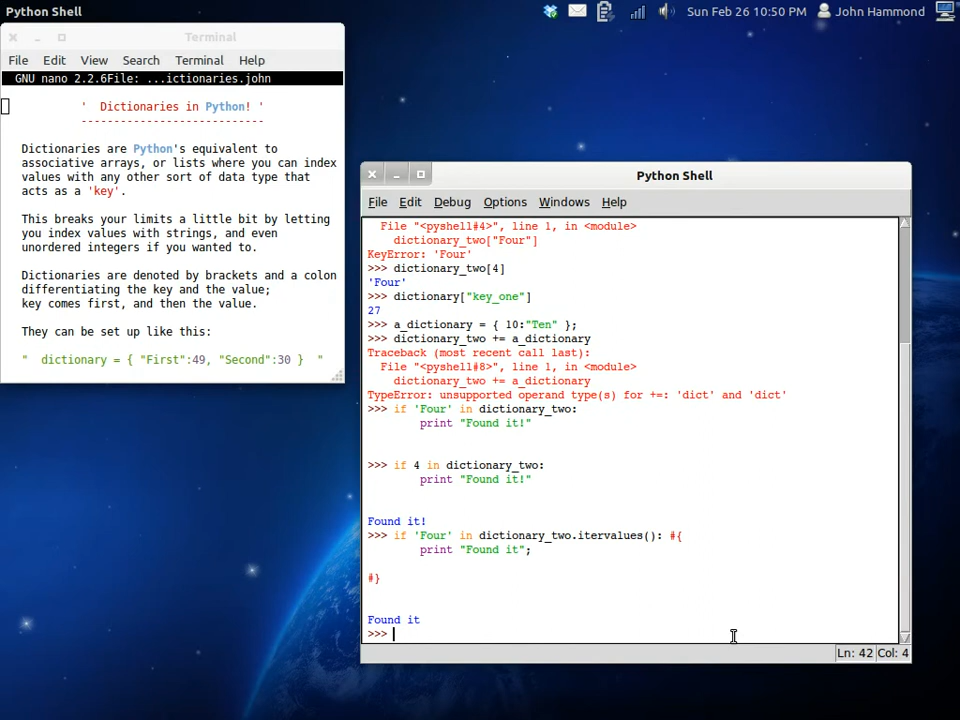 Python Shell
Sun Feb 26 10:50 PM
John Hammond
Terminal
File Edit View Search Terminal Help
GNU nano 2.2.6File: ...ictionaries.john
' Dictionaries in Python! '
---------------------------
Dictionaries are Python's equivalent to
associative arrays, or lists where you can index
values with any other sort of data type that
acts as a 'key'.
This breaks your limits a little bit by letting
you index values with strings, and even
unordered integers if you wanted to.
Dictionaries are denoted by brackets and a colon
differentiating the key and the value;
key comes first, and then the value.
They can be set up like this:
" dictionary = { "First":49, "Second":30 } "
Python Shell
File Edit Debug Options Windows Help
File "<pyshell#4>", line 1, in <module>
dictionary_two["Four"]
KeyError: 'Four'
>>> dictionary_two[4]
'Four'
>>> dictionary["key_one"]
27
>>> a_dictionary = { 10:"Ten" };
>>> dictionary_two += a_dictionary
Traceback (most recent call last):
File "<pyshell#8>", line 1, in <module>
dictionary_two += a_dictionary
TypeError: unsupported operand type(s) for +=: 'dict' and 'dict'
>>> if 'Four' in dictionary_two:
print "Found it!"
>>> if 4 in dictionary_two:
print "Found it!"
Found it!
>>> if 'Four' in dictionary_two.itervalues(): #{
print "Found it";
#}
Found it
>>>
Ln: 42 Col: 4